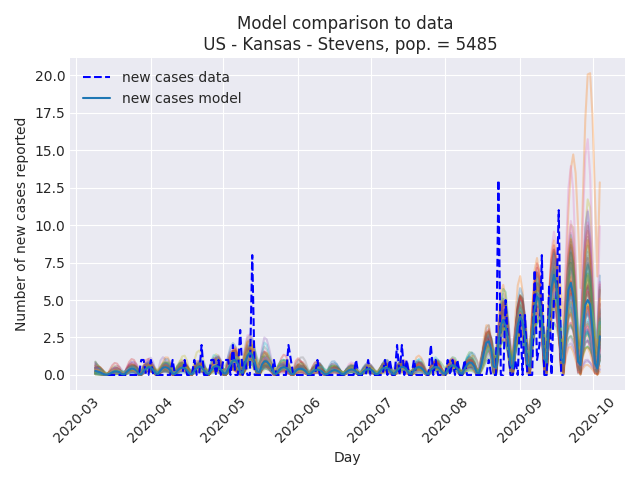 Model comparison to data
US - Kansas - Stevens, pop. = 5485
new cases data
new cases model
Number of new cases reported
20.0
17.5
15.0
12.5
10.0
7.5
5.0
2.5
0.0
2020-03
2020-04
2020-05
2020-06
2020-07
2020-08
2020-09
2020-10
Day